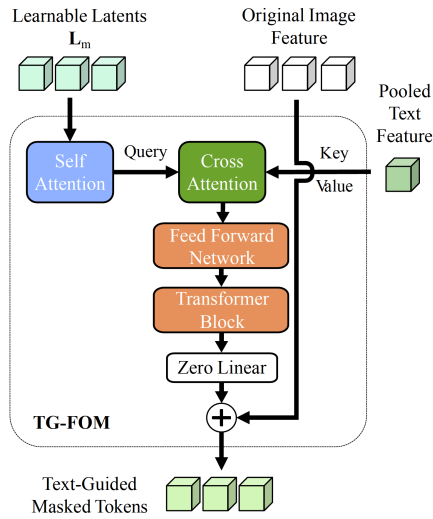 Learnable Latents
Lm
Original Image
Feature
Pooled
Text
Feature
Self
Attention
Query
Cross
Attention
Key
Value
Feed Forward
Network
Transformer
Block
Zero Linear
+
TG-FOM
Text-Guided
Masked Tokens